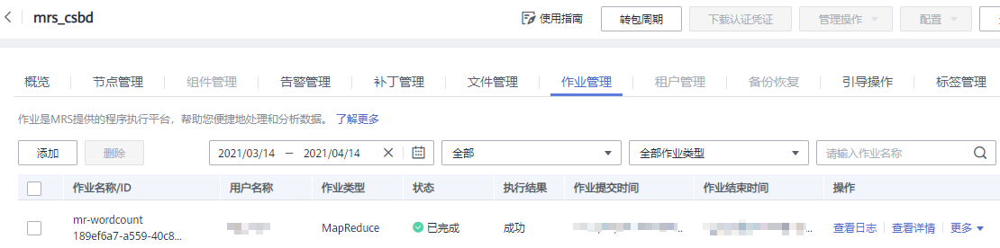 mrs_csbd
使用指南 转包周期 下载认证凭证 管理操作 配置
概览 节点管理 组件管理 告警管理 补丁管理 文件管理 作业管理 租户管理 备份恢复 引导操作 标签管理
作业是MRS提供的程序执行平台，帮助您便捷地处理和分析数据。 了解更多
添加 删除 2021/03/14 – 2021/04/14 全部 全部作业类型 请输入作业名称
作业名称/ID 用户名称 作业类型 状态 执行结果 作业提交时间 作业结束时间 操作
mr-wordcount
189ef6a7-a559-40c8... MapReduce 已完成 成功 查看日志 查看详情 更多